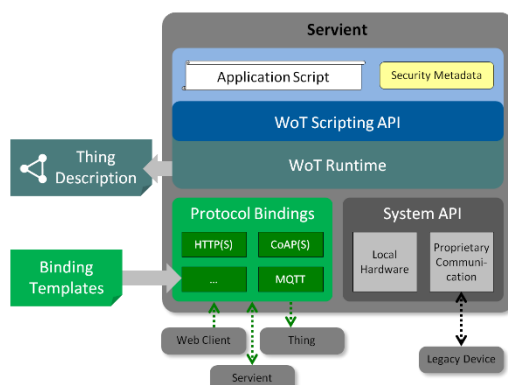 Servient
Application Script
Security Metadata
WoT Scripting API
Thing
Description
WoT Runtime
Protocol Bindings
System API
HTTP(S)
CoAP(S)
...
MQTT
Local
Hardware
Proprietary
Communi-
cation
Binding
Templates
Web Client
Thing
Servient
Legacy Device